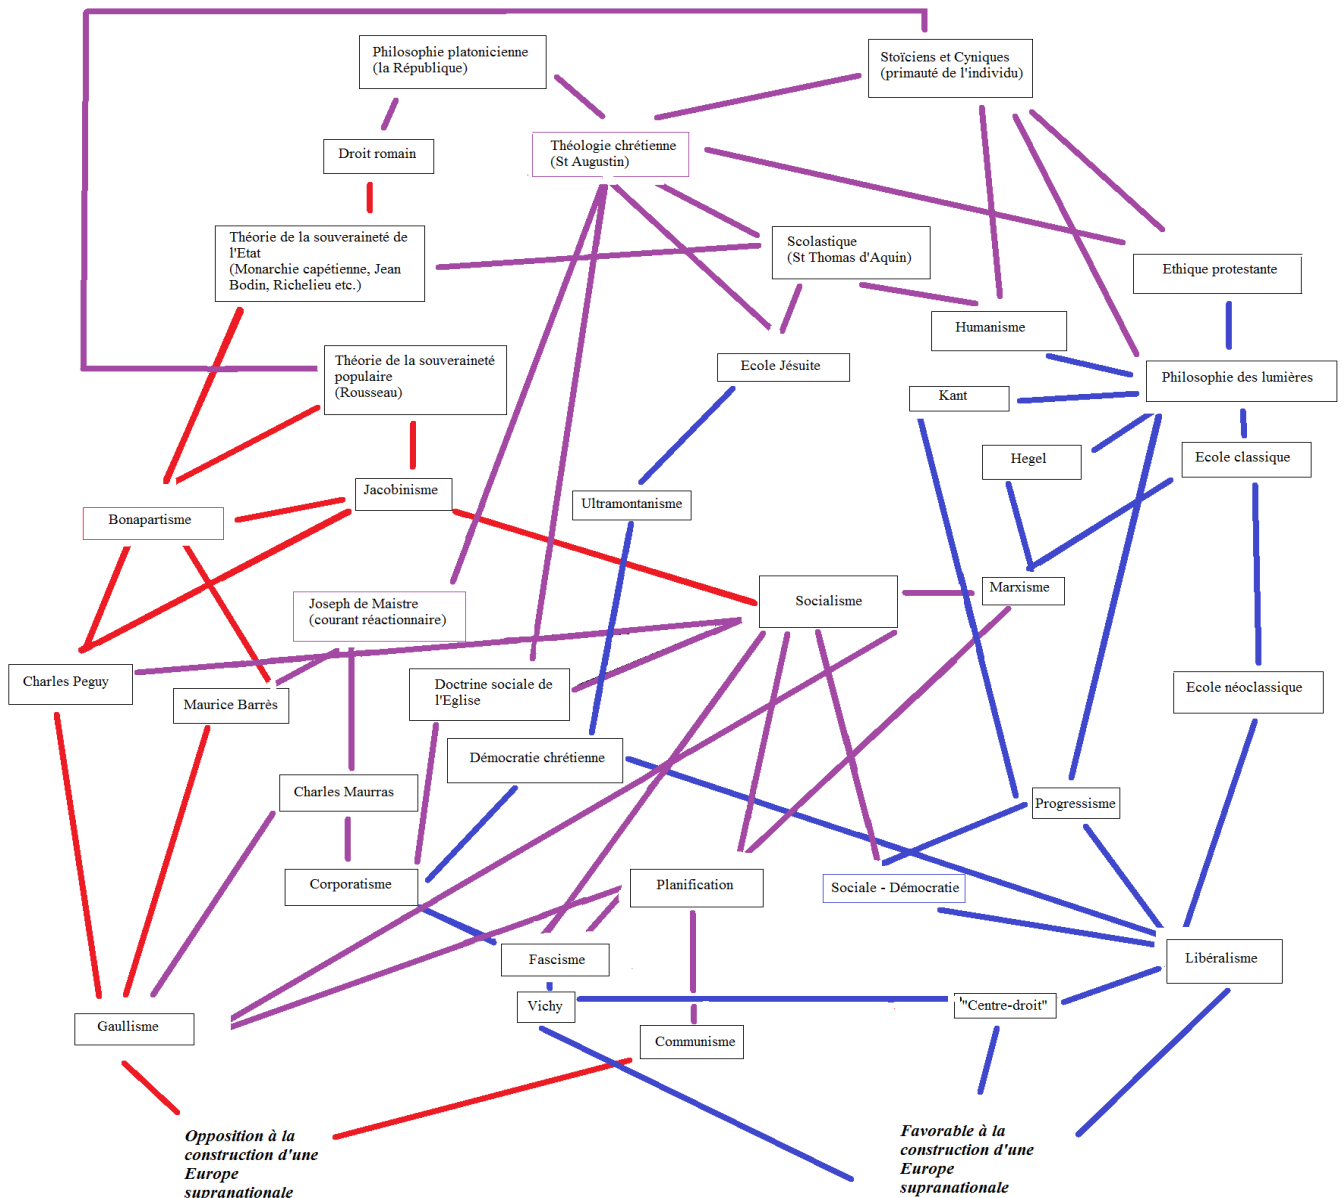 Philosophie platonicienne
(la République)
Stoïciens et Cyniques
(primauté de l'individu)
Droit romain
Théologie chrétienne
(St Augustin)
Théorie de la souveraineté de
l'Etat
(Monarchie capétienne, Jean
Bodin, Richelieu etc.)
Scolastique
(St Thomas d'Aquin)
Ethique protestante
Humanisme
Théorie de la souveraineté
populaire
(Rousseau)
Ecole Jésuite
Philosophie des lumières
Kant
Hegel
Ecole classique
Jacobinisme
Ultramontanisme
Bonapartisme
Joseph de Maistre
(courant réactionnaire)
Socialisme
Marxisme
Charles Peguy
Maurice Barrès
Doctrine sociale de
l'Eglise
Ecole néoclassique
Démocratie chrétienne
Charles Maurras
Progressisme
Corporatisme
Planification
Sociale - Démocratie
Fascisme
Libéralisme
Vichy
"Centre-droit"
Gaullisme
Communisme
Opposition à la
construction d'une
Europe
supranationale
Favorable à la
construction d'une
Europe
supranationale